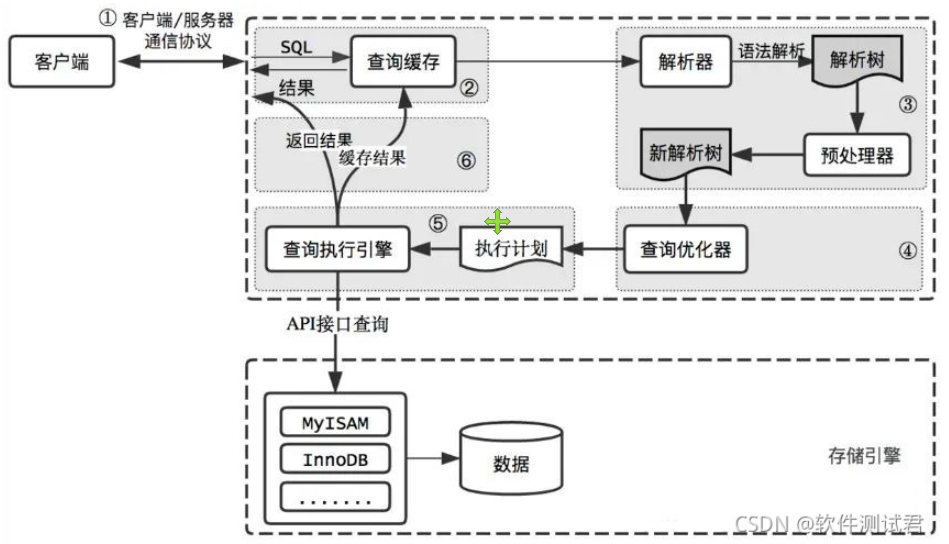 ① 客户端/服务器
通信协议
客户端
SQL
结果
查询缓存
②
解析器
语法解析
解析树
③
预处理器
新解析树
返回结果
缓存结果
⑥
查询执行引擎
⑤
执行计划
查询优化器
④
API接口查询
MyISAM
InnoDB
.......
数据
存储引擎
CSDN @软件测试君